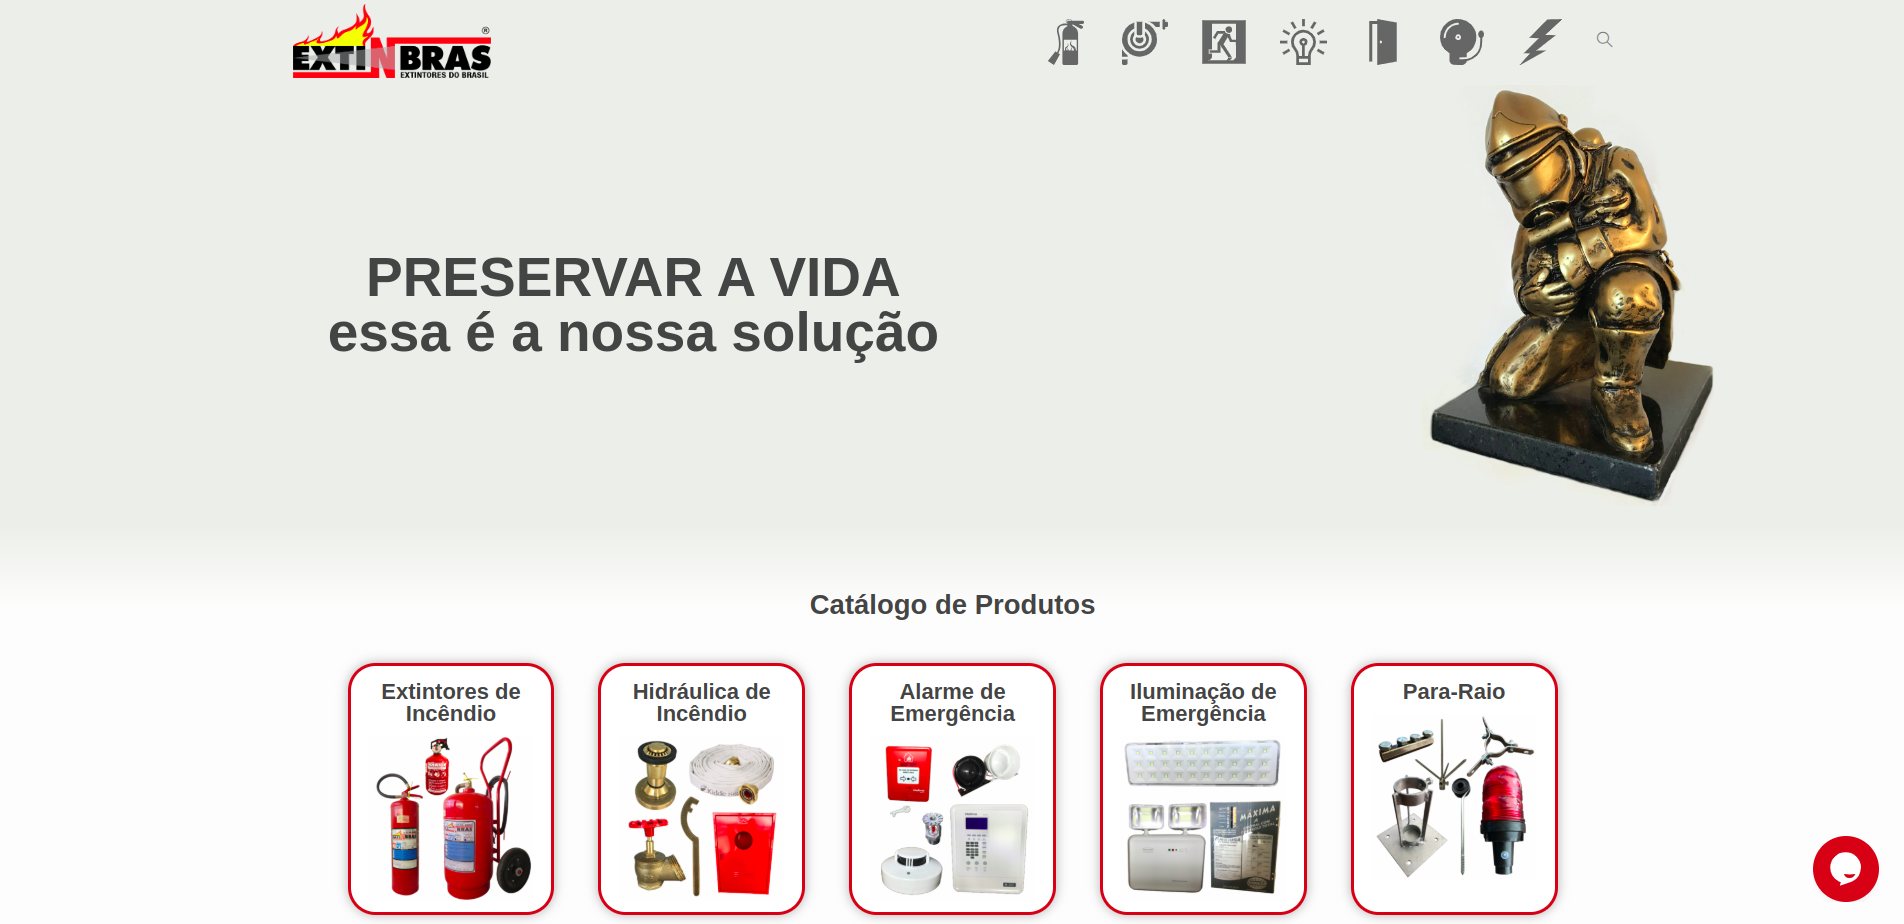 EXTINBRAS®
EXTINTORES DO BRASIL
PRESERVAR A VIDA
essa é a nossa solução
Catálogo de Produtos
Extintores de
Incêndio
Hidráulica de
Incêndio
Alarme de
Emergência
Iluminação de
Emergência
MÁXIMA
Para-Raio